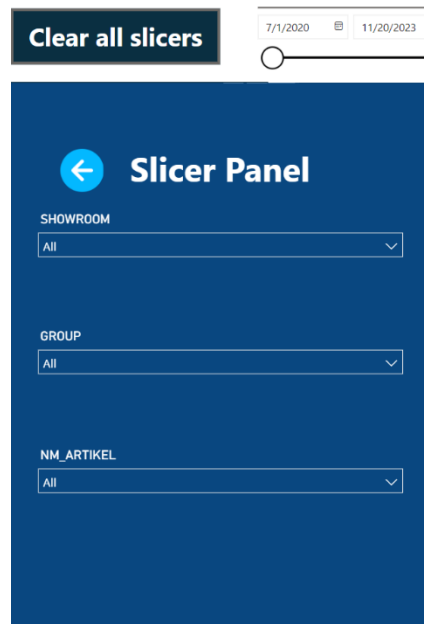 Clear all slicers
7/1/2020 11/20/2023
Slicer Panel
SHOWROOM
All
GROUP
All
NM_ARTIKEL
All